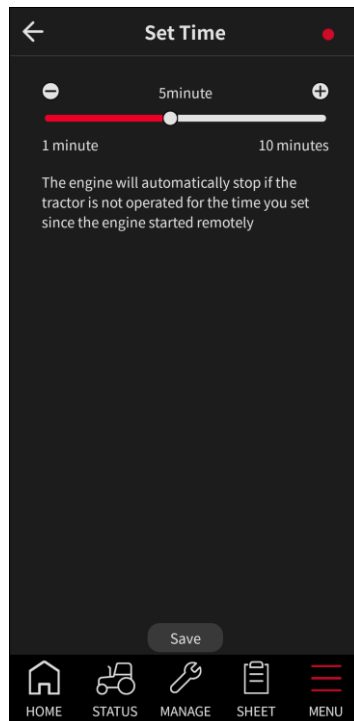 Set Time
5minute
1 minute 10 minutes
The engine will automatically stop if the
tractor is not operated for the time you set
since the engine started remotely
Save
HOME STATUS MANAGE SHEET MENU